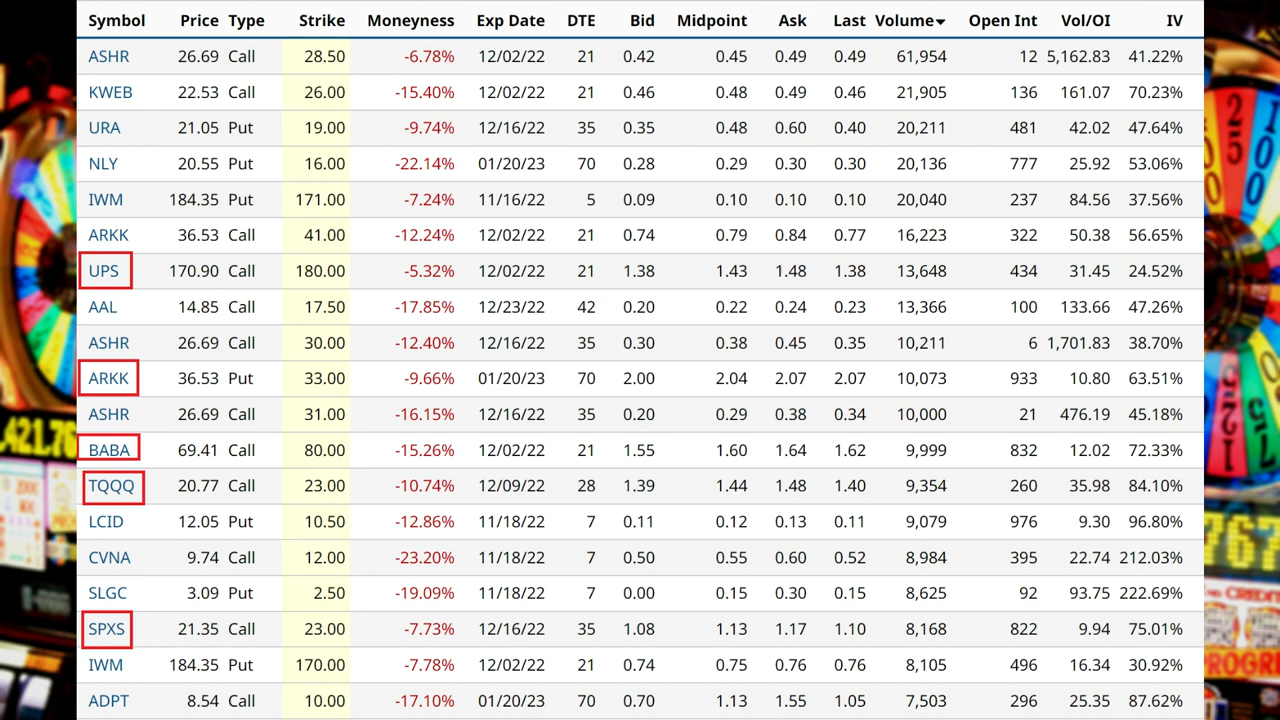 Symbol Price Type Strike Moneyness Exp Date DTE Bid Midpoint Ask Last Volume Open Int Vol/OI IV
ASHR 26.69 Call 28.50 -6.78% 12/02/22 21 0.42 0.45 0.49 0.49 61,954 12 5,162.83 41.22%
KWEB 22.53 Call 26.00 -15.40% 12/02/22 21 0.46 0.48 0.49 0.46 21,905 136 161.07 70.23%
URA 21.05 Put 19.00 -9.74% 12/16/22 35 0.35 0.48 0.60 0.40 20,211 481 42.02 47.64%
NLY 20.55 Put 16.00 -22.14% 01/20/23 70 0.28 0.29 0.30 0.30 20,136 777 25.92 53.06%
IWM 184.35 Put 171.00 -7.24% 11/16/22 5 0.09 0.10 0.10 0.10 20,040 237 84.56 37.56%
ARKK 36.53 Call 41.00 -12.24% 12/02/22 21 0.74 0.79 0.84 0.77 16,223 322 50.38 56.65%
UPS 170.90 Call 180.00 -5.32% 12/02/22 21 1.38 1.43 1.48 1.38 13,648 434 31.45 24.52%
AAL 14.85 Call 17.50 -17.85% 12/23/22 42 0.20 0.22 0.24 0.23 13,366 100 133.66 47.26%
ASHR 26.69 Call 30.00 -12.40% 12/16/22 35 0.30 0.38 0.45 0.35 10,211 6 1,701.83 38.70%
ARKK 36.53 Put 33.00 -9.66% 01/20/23 70 2.00 2.04 2.07 2.07 10,073 933 10.80 63.51%
ASHR 26.69 Call 31.00 -16.15% 12/16/22 35 0.20 0.29 0.38 0.34 10,000 21 476.19 45.18%
BABA 69.41 Call 80.00 -15.26% 12/02/22 21 1.55 1.60 1.64 1.62 9,999 832 12.02 72.33%
TQQQ 20.77 Call 23.00 -10.74% 12/09/22 28 1.39 1.44 1.48 1.40 9,354 260 35.98 84.10%
LCID 12.05 Put 10.50 -12.86% 11/18/22 7 0.11 0.12 0.13 0.11 9,079 976 9.30 96.80%
CVNA 9.74 Call 12.00 -23.20% 11/18/22 7 0.50 0.55 0.60 0.52 8,984 395 22.74 212.03%
SLGC 3.09 Put 2.50 -19.09% 11/18/22 7 0.00 0.15 0.30 0.15 8,625 92 93.75 222.69%
SPXS 21.35 Call 23.00 -7.73% 12/16/22 35 1.08 1.13 1.17 1.10 8,168 822 9.94 75.01%
IWM 184.35 Put 170.00 -7.78% 12/02/22 21 0.74 0.75 0.76 0.76 8,105 496 16.34 30.92%
ADPT 8.54 Call 10.00 -17.10% 01/20/23 70 0.70 1.13 1.55 1.05 7,503 296 25.35 87.62%
.421.76
25
767